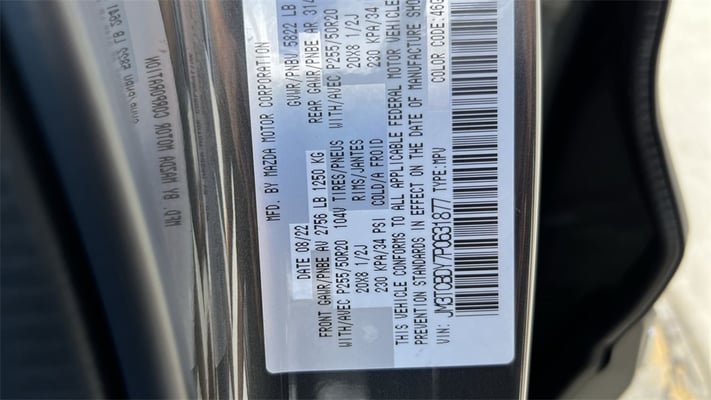 MFD. BY MAZDA MOTOR CORPORATION
DATE 08/22 GVWR/PNBV 5822 LB
FRONT GAWR/PNBE AV 2756 LB 1250 KG REAR GAWR/PNBE AR 314
WITH/AVEC P255/50R20 104V TIRES/PNEUS WITH/AVEC P255/50R20
20X8 1/2J RIMS/JANTES 20X8 1/2J
230 KPA/34 PSI COLD/A FROID 230 KPA/34
THIS VEHICLE CONFORMS TO ALL APPLICABLE FEDERAL MOTOR VEHICLE
PREVENTION STANDARDS IN EFFECT ON THE DATE OF MANUFACTURE SHO
VIN: JM3TCBDY7P0631877 TYPE:MPV COLOR CODE:46G